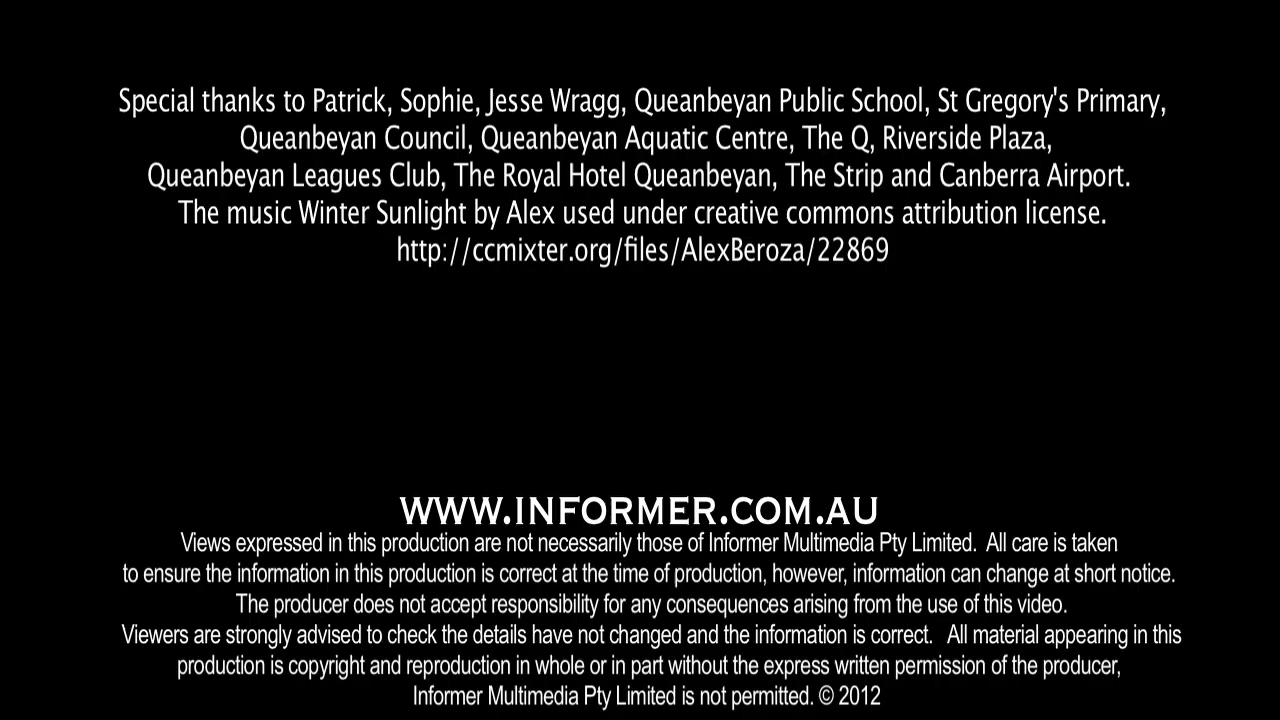 Special thanks to Patrick, Sophie, Jesse Wragg, Queanbeyan Public School, St Gregory's Primary,
Queanbeyan Council, Queanbeyan Aquatic Centre, The Q, Riverside Plaza,
Queanbeyan Leagues Club, The Royal Hotel Queanbeyan, The Strip and Canberra Airport.
The music Winter Sunlight by Alex used under creative commons attribution license.
http://ccmixter.org/files/AlexBeroza/22869
WWW.INFORMER.COM.AU
Views expressed in this production are not necessarily those of Informer Multimedia Pty Limited.  All care is taken
to ensure the information in this production is correct at the time of production, however, information can change at short notice.
The producer does not accept responsibility for any consequences arising from the use of this video.
Viewers are strongly advised to check the details have not changed and the information is correct.   All material appearing in this
production is copyright and reproduction in whole or in part without the express written permission of the producer,
Informer Multimedia Pty Limited is not permitted. © 2012